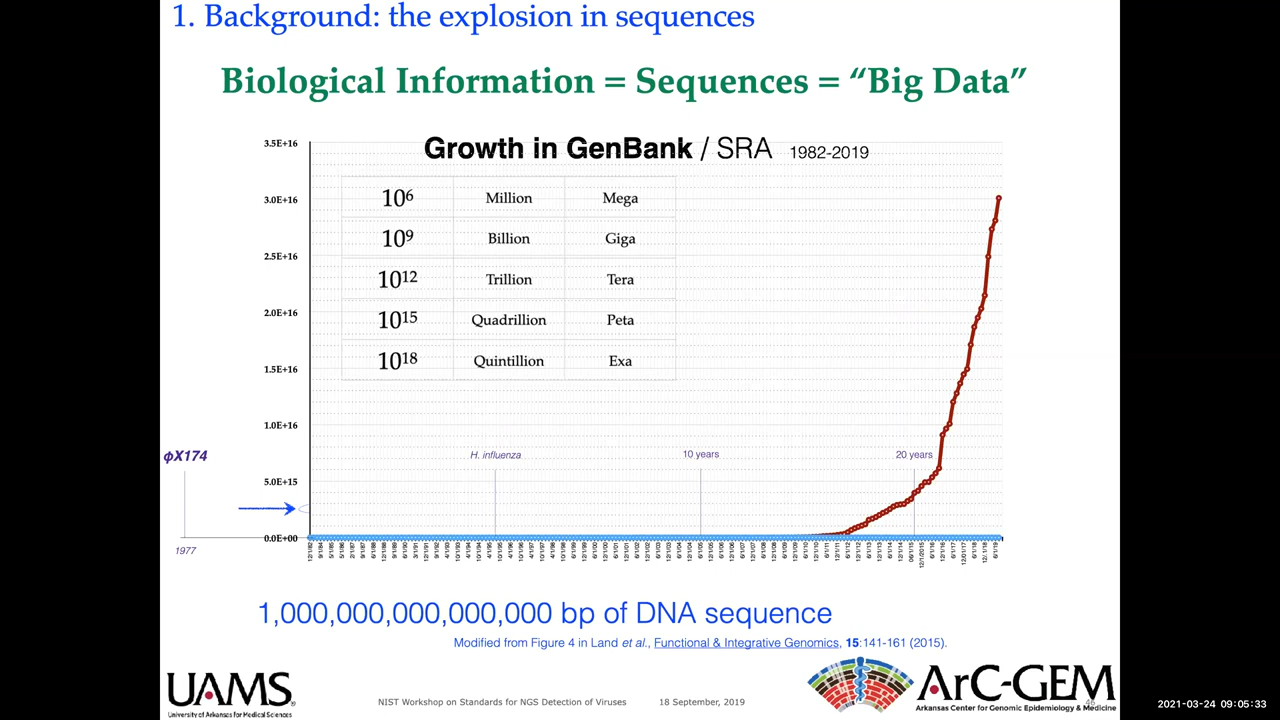 1. Background: the explosion in sequences
Biological Information = Sequences = “Big Data”
Growth in GenBank / SRA 1982-2019
3.5E+16
3.0E+16
2.5E+16
2.0E+16
1.5E+16
1.0E+16
5.0E+15
0.0E+00
10⁶ Million Mega
10⁹ Billion Giga
10¹² Trillion Tera
10¹⁵ Quadrillion Peta
10¹⁸ Quintillion Exa
ϕX174
1977
H. influenza
10 years
20 years
1,000,000,000,000,000 bp of DNA sequence
Modified from Figure 4 in Land et al., Functional & Integrative Genomics, 15:141-161 (2015).
UAMS
University of Arkansas for Medical Sciences
NIST Workshop on Standards for NGS Detection of Viruses 18 September, 2019
ArC-GEM
Arkansas Center for Genomic Epidemiology & Medicine
2021-03-24 09:05:33